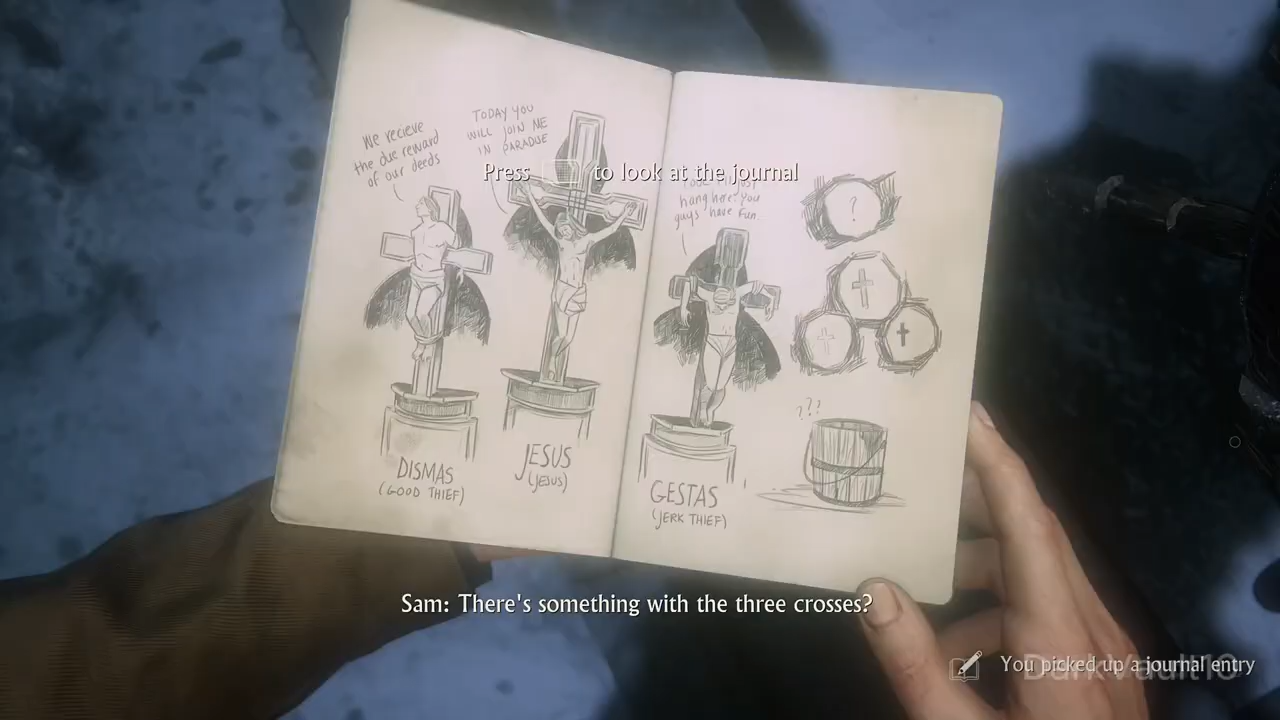 We recieve
the due reward
of our deeds
TODAY YOU
WILL JOIN ME
IN PARADISE
Press to look at the journal
hang here. You
guys have fun.
?
???
DISMAS
(GOOD THIEF)
JESUS
(JESUS)
GESTAS
(JERK THIEF)
Sam: There's something with the three crosses?
You picked up a journal entry
DarkVault10